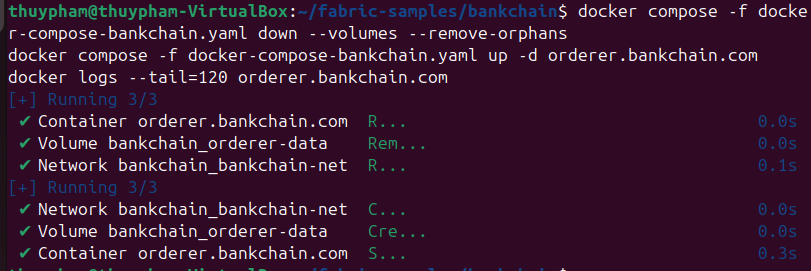 thuypham@thuypham-VirtualBox:~/fabric-samples/bankchain$ docker compose -f docke
r-compose-bankchain.yaml down --volumes --remove-orphans
docker compose -f docker-compose-bankchain.yaml up -d orderer.bankchain.com
docker logs --tail=120 orderer.bankchain.com
[+] Running 3/3
✔ Container orderer.bankchain.com R... 0.0s
✔ Volume bankchain_orderer-data Rem... 0.0s
✔ Network bankchain_bankchain-net R... 0.1s
[+] Running 3/3
✔ Network bankchain_bankchain-net C... 0.0s
✔ Volume bankchain_orderer-data Cre... 0.0s
✔ Container orderer.bankchain.com S... 0.3s